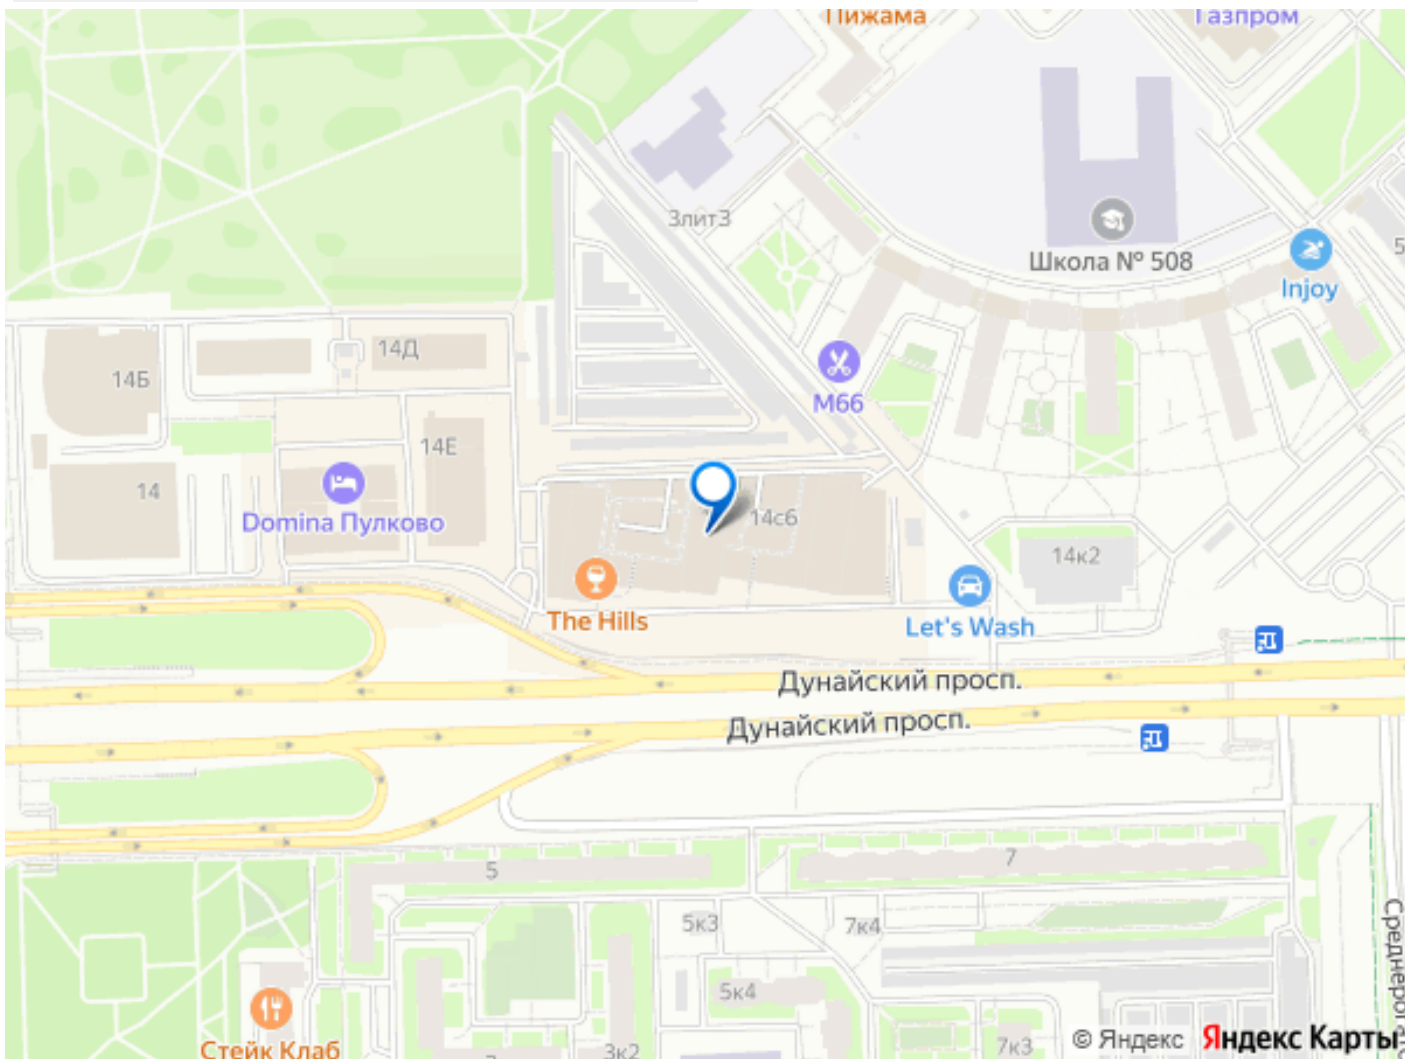 Пижама
Газпром
3лит3
Школа № 508
Injoy
5
14Д
14Б
М66
14Е
14
Domina Пулково
14с6
14к2
The Hills
Let's Wash
Дунайский просп.
Дунайский просп.
5
7
5к3
7к4
5к4
Стейк Клаб
3к2
7к3
© Яндекс Яндекс Карты